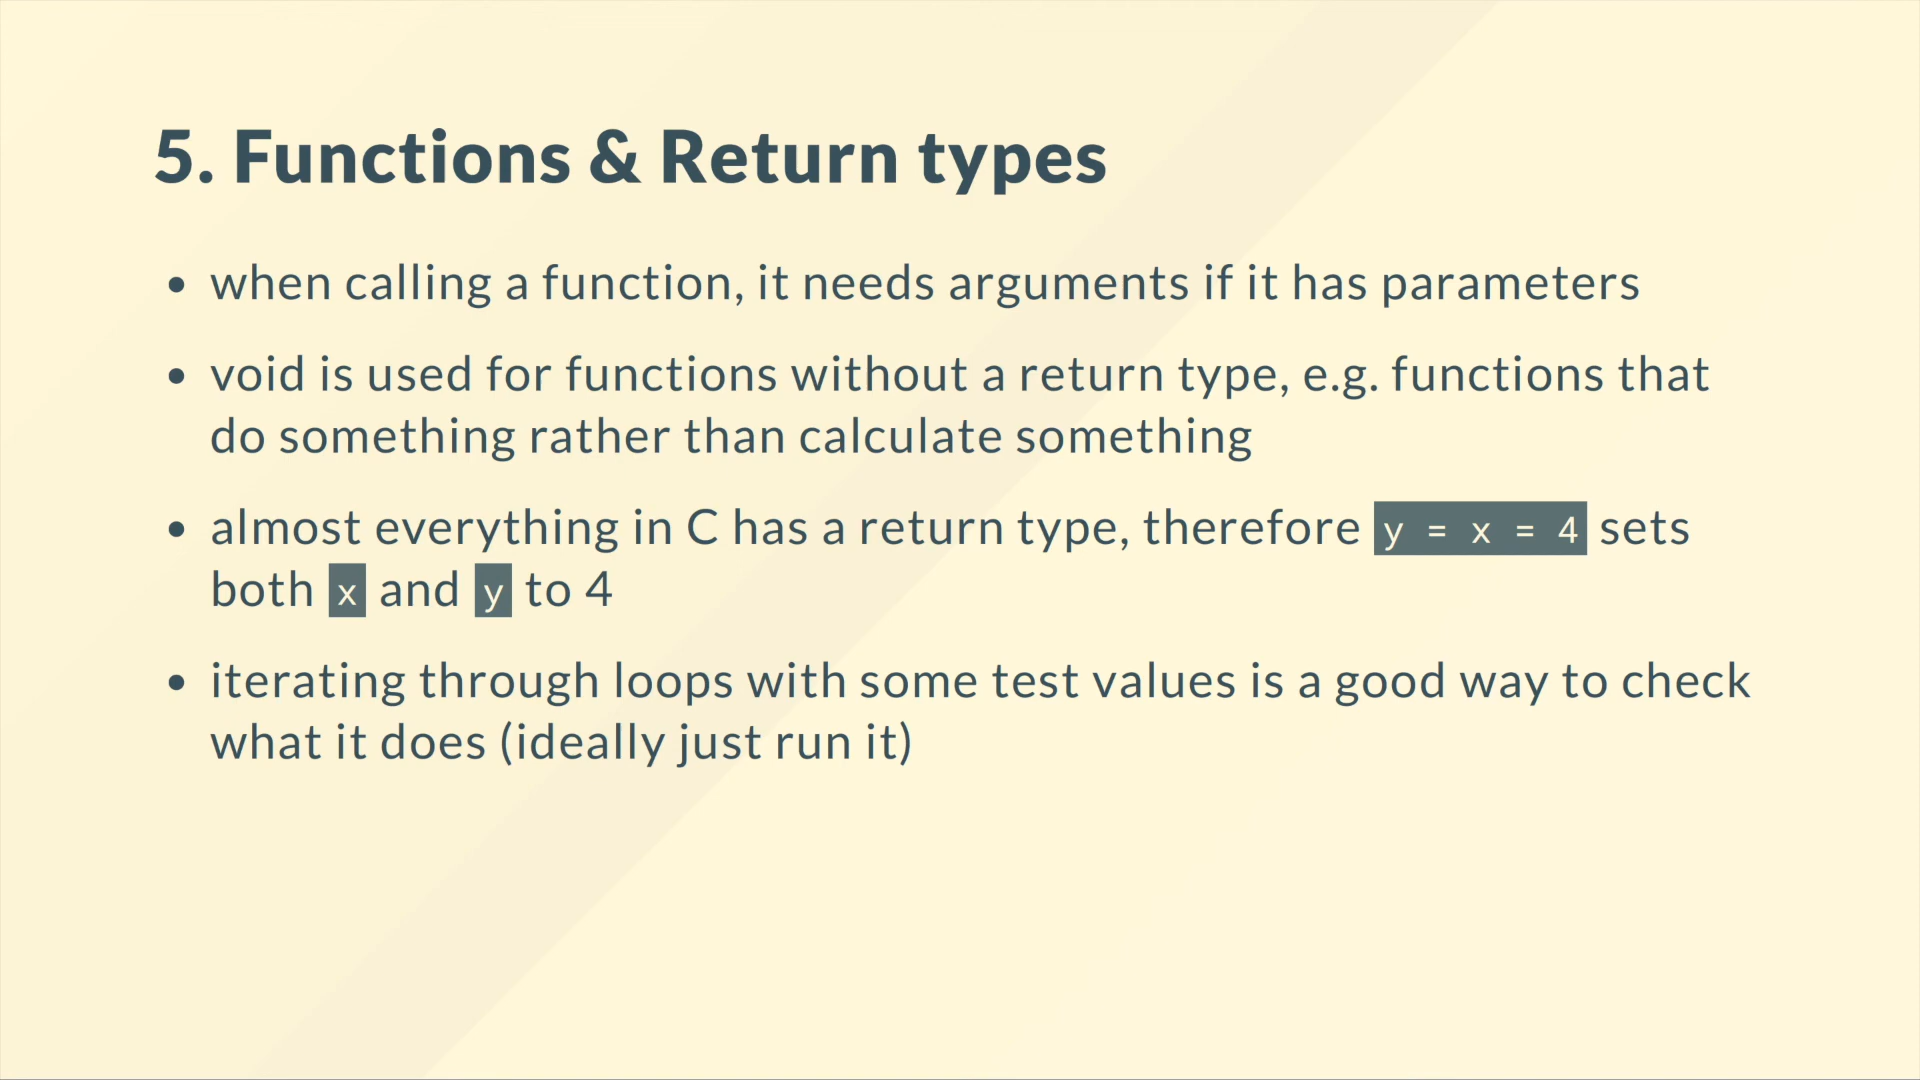 5. Functions & Return types
• when calling a function, it needs arguments if it has parameters
• void is used for functions without a return type, e.g. functions that
do something rather than calculate something
• almost everything in C has a return type, therefore y = x = 4 sets
both x and y to 4
• iterating through loops with some test values is a good way to check
what it does (ideally just run it)